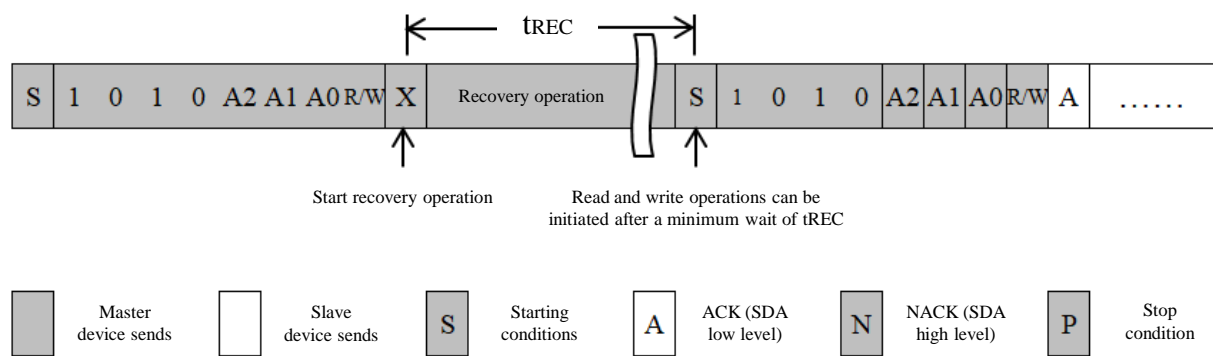 tREC
S 1 0 1 0 A2 A1 A0 R/W X Recovery operation S 1 0 1 0 A2 A1 A0 R/W A ......
Start recovery operation
Read and write operations can be
initiated after a minimum wait of tREC
Master
device sends
Slave
device sends
S
Starting
conditions
A
ACK (SDA
low level)
N
NACK (SDA
high level)
P
Stop
condition